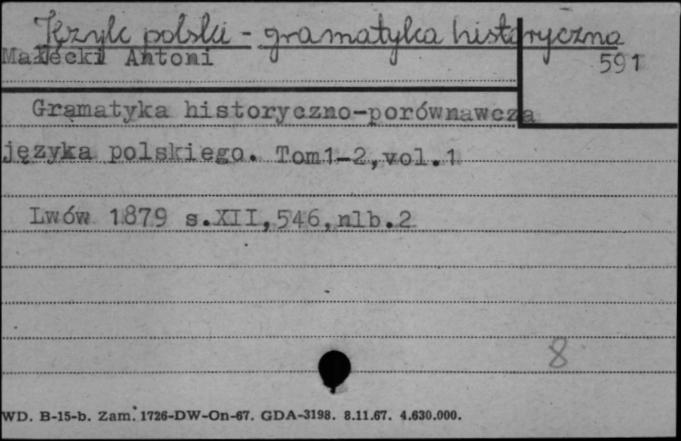 Język polski - gramatyka historyczna
Małecki Antoni
591
Gramatyka historyczno-porównawcza
języka polskiego. Tom1-2,vol.1
Lwów 1879 s.XII,546,nlb.2
8
WD. B-15-b. Zam. 1726-DW-On-67. GDA-3198. 8.11.67. 4.630.000.